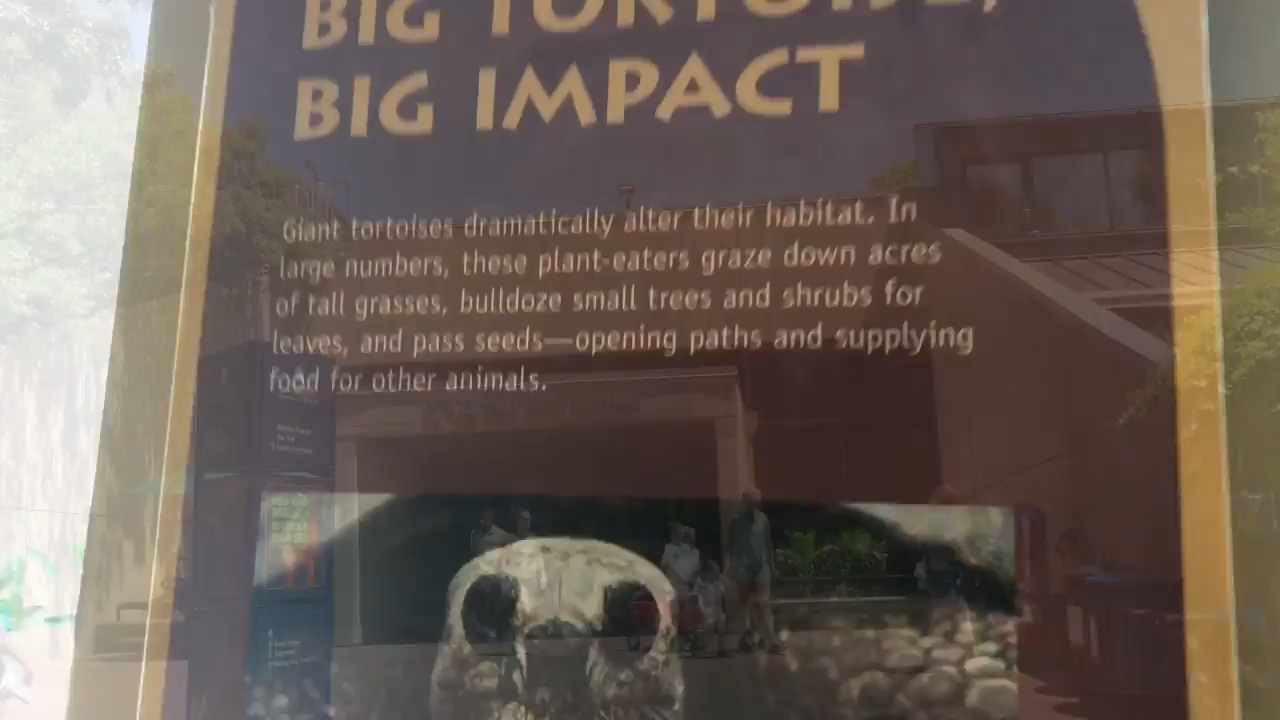 BIG TORTOISE,
BIG IMPACT
Giant tortoises dramatically alter their habitat. In
large numbers, these plant-eaters graze down acres
of tall grasses, bulldoze small trees and shrubs for
leaves, and pass seeds—opening paths and supplying
food for other animals.